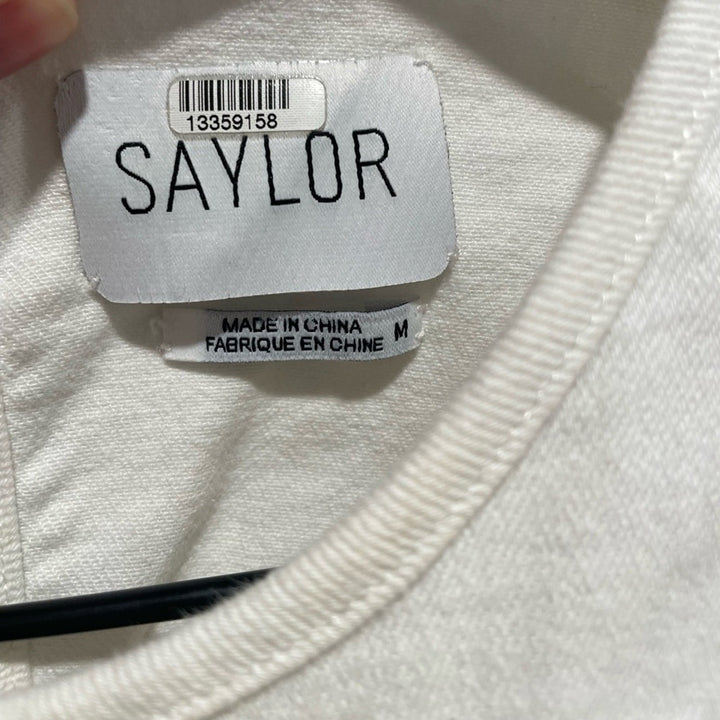 13359158
SAYLOR
MADE IN CHINA M
FABRIQUE EN CHINE